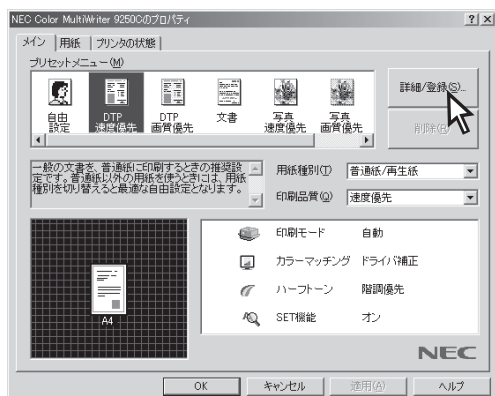 NEC Color MultiWriter 9250Cのプロパティ
メイン 用紙 プリンタの状態
プリセットメニュー(M)
自由設定
DTP速度優先
DTP画質優先
文書
写真速度優先
写真画質優先
詳細/登録(S)...
削除(R)
一般の文書を、普通紙に印刷するときの推奨設
定です。普通紙以外の用紙を使うときには、用紙
種別を切り替えると最適な自由設定となります。
用紙種別(T) 普通紙/再生紙
印刷品質(Q) 速度優先
A4
印刷モード 自動
カラーマッチング ドライバ補正
ハーフトーン 階調優先
SET機能 オン
NEC
OK キャンセル 適用(A) ヘルプ